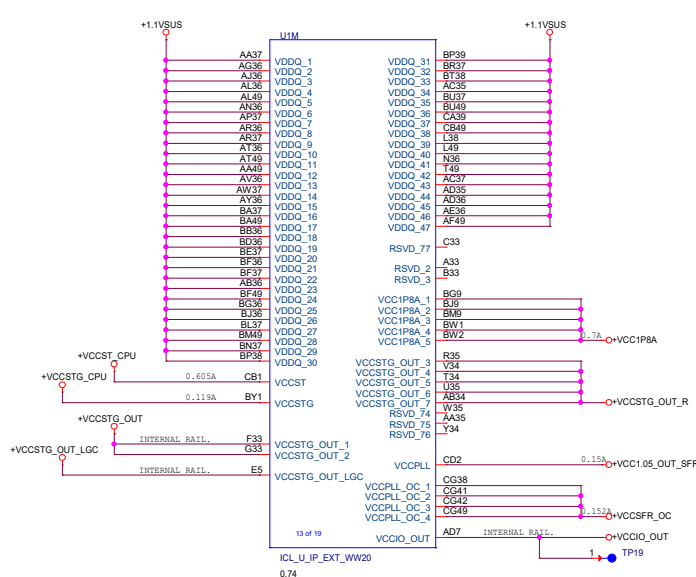 +1.1VSUS
+1.1VSUS
U1M
AA37 VDDQ_1
AG36 VDDQ_2
AJ36 VDDQ_3
AL36 VDDQ_4
AL49 VDDQ_5
AN36 VDDQ_6
AP37 VDDQ_7
AR36 VDDQ_8
AR37 VDDQ_9
AT36 VDDQ_10
AT49 VDDQ_11
AA49 VDDQ_12
AV36 VDDQ_13
AW37 VDDQ_14
AY36 VDDQ_15
BA37 VDDQ_16
BA49 VDDQ_17
BB36 VDDQ_18
BD36 VDDQ_19
BE37 VDDQ_20
BF36 VDDQ_21
BF37 VDDQ_22
AB36 VDDQ_23
BF49 VDDQ_24
BG36 VDDQ_25
BJ36 VDDQ_26
BL37 VDDQ_27
BM49 VDDQ_28
BN37 VDDQ_29
BP38 VDDQ_30
+VCCST_CPU
0.605A CB1 VCCST
+VCCSTG_CPU
0.119A BY1 VCCSTG
+VCCSTG_OUT
INTERNAL RAIL. F33 VCCSTG_OUT_1
G33 VCCSTG_OUT_2
+VCCSTG_OUT_LGC
INTERNAL RAIL. E5 VCCSTG_OUT_LGC
VDDQ_31 BP39
VDDQ_32 BR37
VDDQ_33 BT38
VDDQ_34 AC35
VDDQ_35 BU37
VDDQ_36 BU49
VDDQ_37 CA39
VDDQ_38 CB49
VDDQ_39 L38
VDDQ_40 L49
VDDQ_41 N36
VDDQ_42 T49
VDDQ_43 AC37
VDDQ_44 AD35
VDDQ_45 AD36
VDDQ_46 AE36
VDDQ_47 AF49
RSVD_77 C33
RSVD_2 A33
RSVD_3 B33
VCC1P8A_1 BG9
VCC1P8A_2 BJ9
VCC1P8A_3 BM9
VCC1P8A_4 BW1
VCC1P8A_5 BW2 0.7A +VCC1P8A
VCCSTG_OUT_3 R35
VCCSTG_OUT_4 V34
VCCSTG_OUT_5 T34
VCCSTG_OUT_6 U35
VCCSTG_OUT_7 AB34 +VCCSTG_OUT_R
RSVD_74 W35
RSVD_75 AA35
RSVD_76 Y34
VCCPLL CD2 0.15A +VCC1.05_OUT_SFR
VCCPLL_OC_1 CG38
VCCPLL_OC_2 CG41
VCCPLL_OC_3 CG42
VCCPLL_OC_4 CG49 0.152A +VCCSFR_OC
VCCIO_OUT AD7 INTERNAL RAIL. +VCCIO_OUT
1 TP19
13 of 19
ICL_U_IP_EXT_WW20
0.74